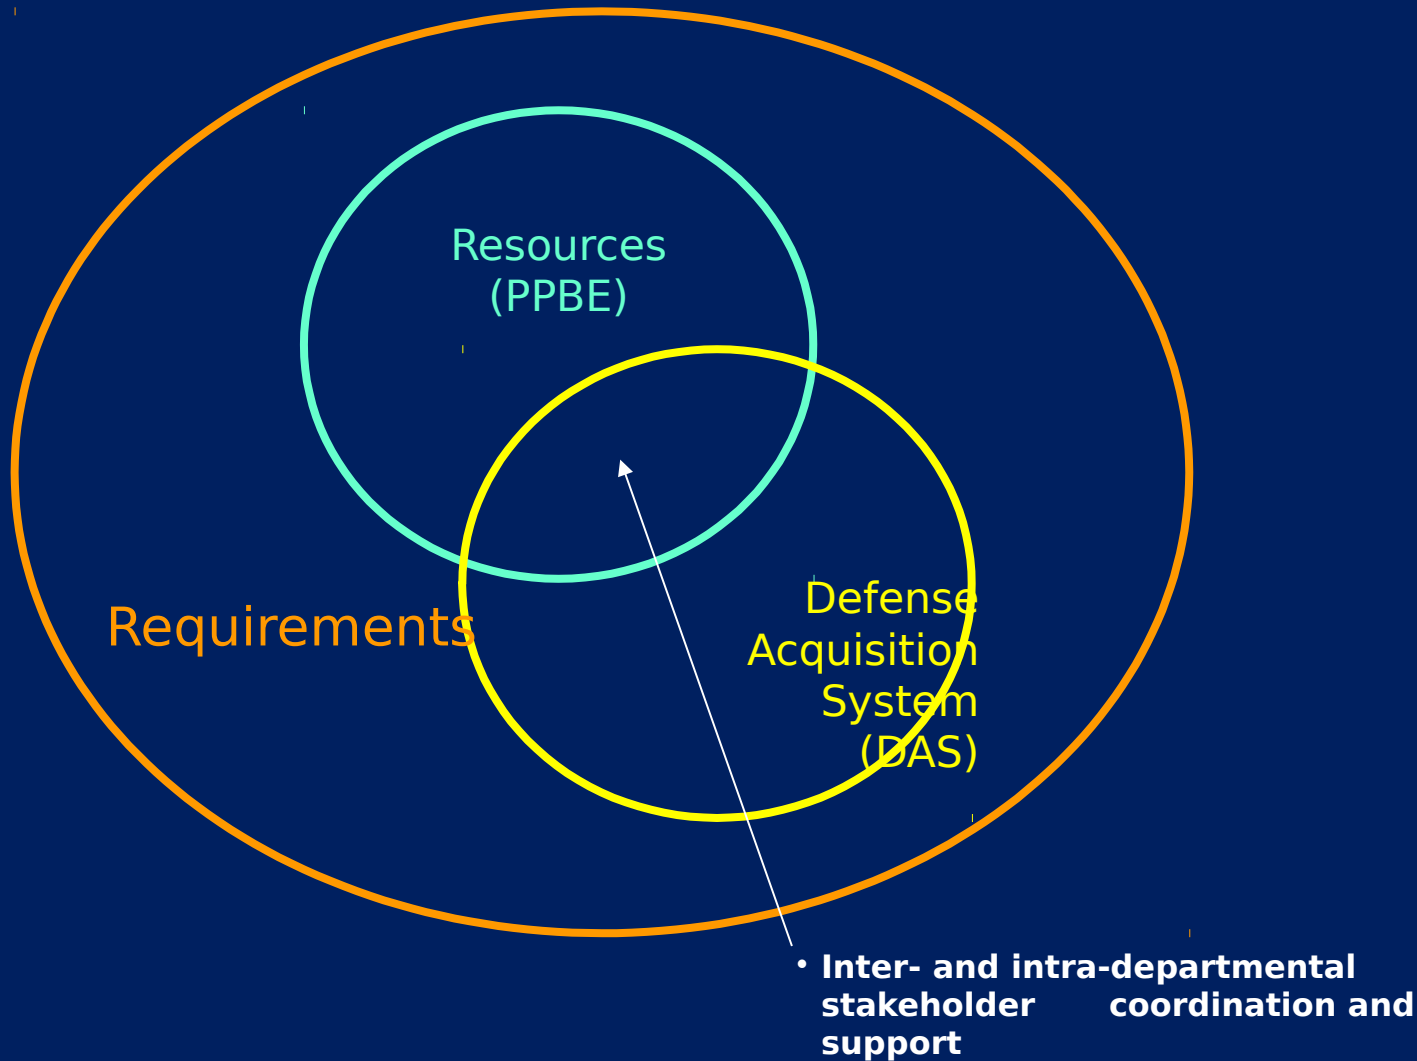 Resources
(PPBE)
Requirements
Defense
Acquisition
System
(DAS)
• Inter- and intra-departmental
stakeholder coordination and
support